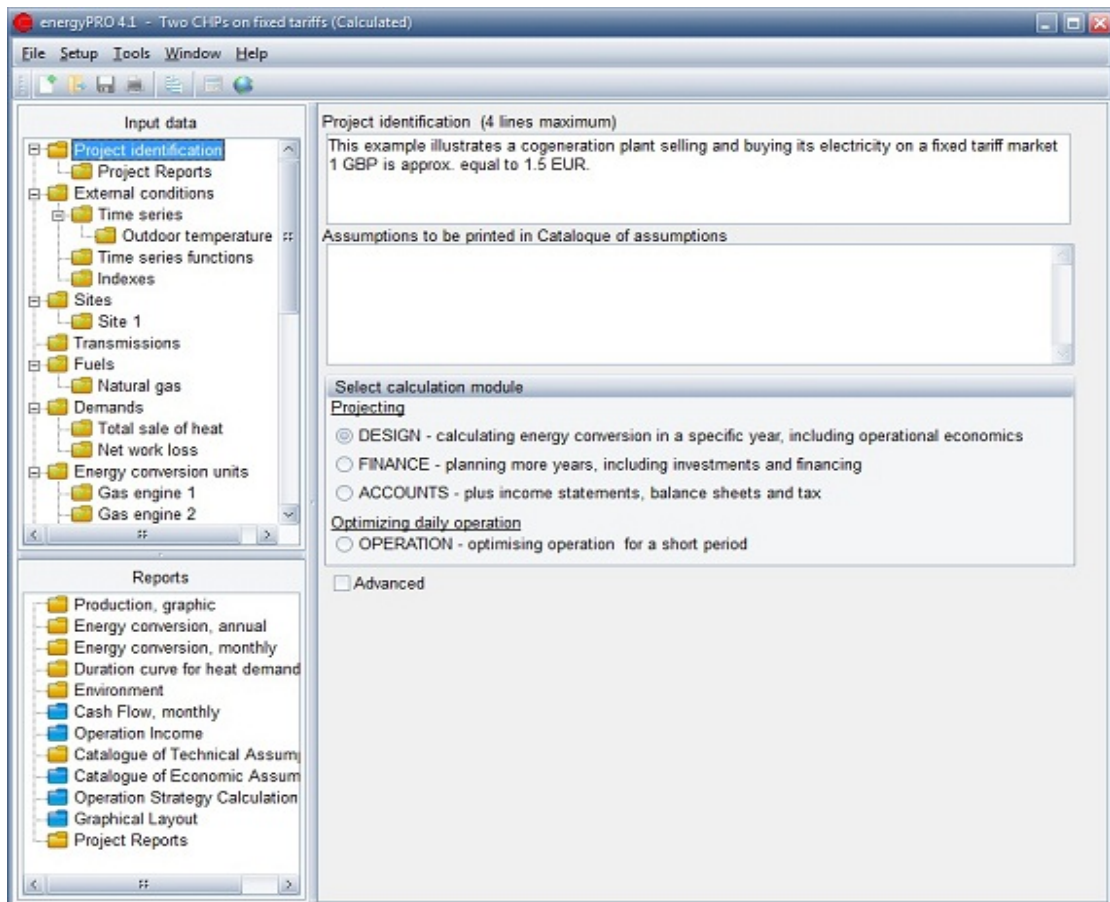 energyPRO 4.1 - Two CHPs on fixed tariffs (Calculated)
File Setup Tools Window Help
Input data
Project identification
Project Reports
External conditions
Time series
Outdoor temperature
Time series functions
Indexes
Sites
Site 1
Transmissions
Fuels
Natural gas
Demands
Total sale of heat
Net work loss
Energy conversion units
Gas engine 1
Gas engine 2
Reports
Production, graphic
Energy conversion, annual
Energy conversion, monthly
Duration curve for heat demand
Environment
Cash Flow, monthly
Operation Income
Catalogue of Technical Assum
Catalogue of Economic Assum
Operation Strategy Calculation
Graphical Layout
Project Reports
Project identification (4 lines maximum)
This example illustrates a cogeneration plant selling and buying its electricity on a fixed tariff market
1 GBP is approx. equal to 1.5 EUR.
Assumptions to be printed in Cataloque of assumptions
Select calculation module
Projecting
DESIGN - calculating energy conversion in a specific year, including operational economics
FINANCE - planning more years, including investments and financing
ACCOUNTS - plus income statements, balance sheets and tax
Optimizing daily operation
OPERATION - optimising operation for a short period
Advanced